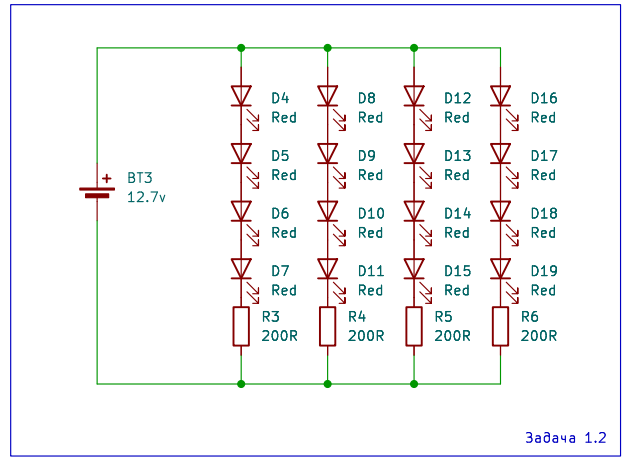 D4
Red
D8
Red
D12
Red
D16
Red
D5
Red
D9
Red
D13
Red
D17
Red
+
BT3
12.7v
D6
Red
D10
Red
D14
Red
D18
Red
D7
Red
D11
Red
D15
Red
D19
Red
R3
200R
R4
200R
R5
200R
R6
200R
Задача 1.2